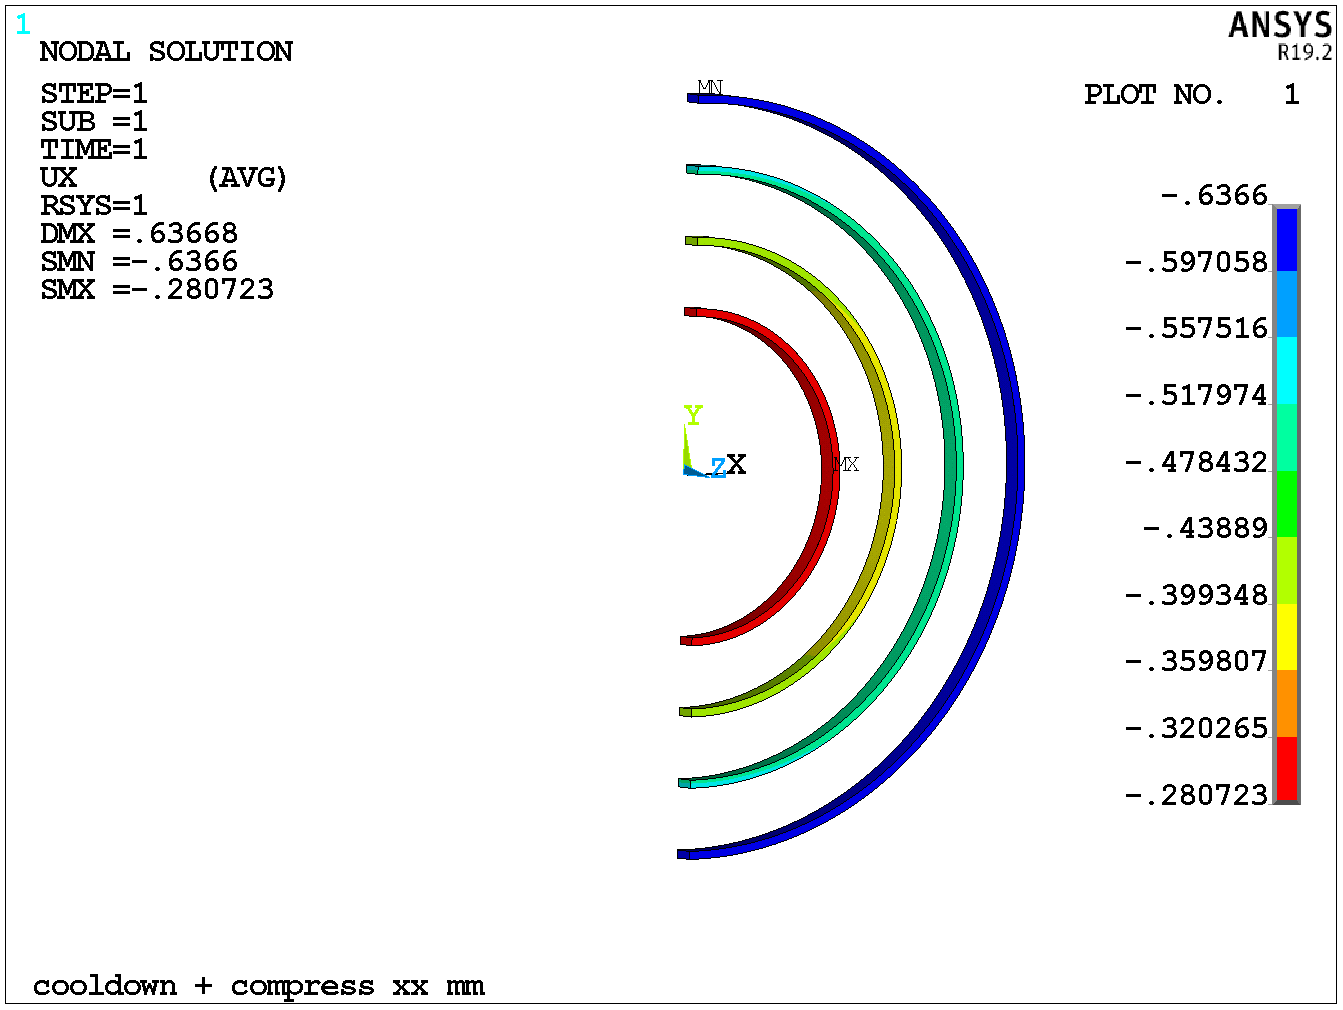 1
NODAL SOLUTION
STEP=1
SUB =1
TIME=1
UX (AVG)
RSYS=1
DMX =.63668
SMN =-.6366
SMX =-.280723
ANSYS
R19.2
PLOT NO. 1
MN
MX
Y
Z
X
-.6366
-.597058
-.557516
-.517974
-.478432
-.43889
-.399348
-.359807
-.320265
-.280723
cooldown + compress xx mm